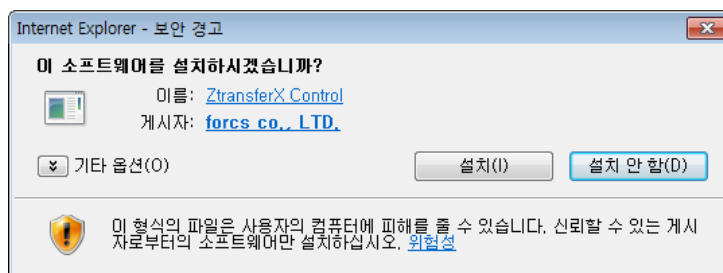 Internet Explorer - 보안 경고
이 소프트웨어를 설치하시겠습니까?
이름: ZtransferX Control
게시자: forcs co,, LTD,
기타 옵션(O)
설치(I)
설치 안 함(D)
이 형식의 파일은 사용자의 컴퓨터에 피해를 줄 수 있습니다. 신뢰할 수 있는 게시
자로부터의 소프트웨어만 설치하십시오. 위험성